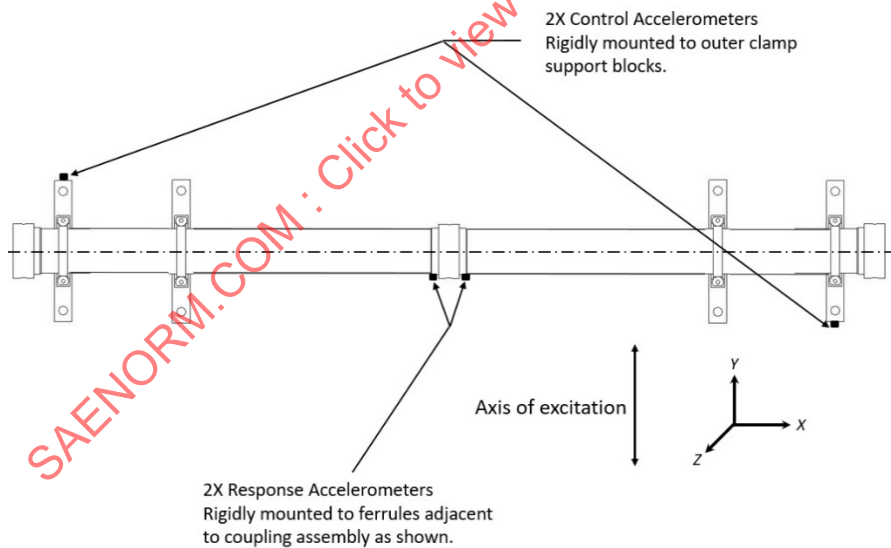 2X Control Accelerometers
Rigidly mounted to outer clamp
support blocks.
SAENORM.COM : Click to view
Axis of excitation
Y
X
Z
2X Response Accelerometers
Rigidly mounted to ferrules adjacent
to coupling assembly as shown.